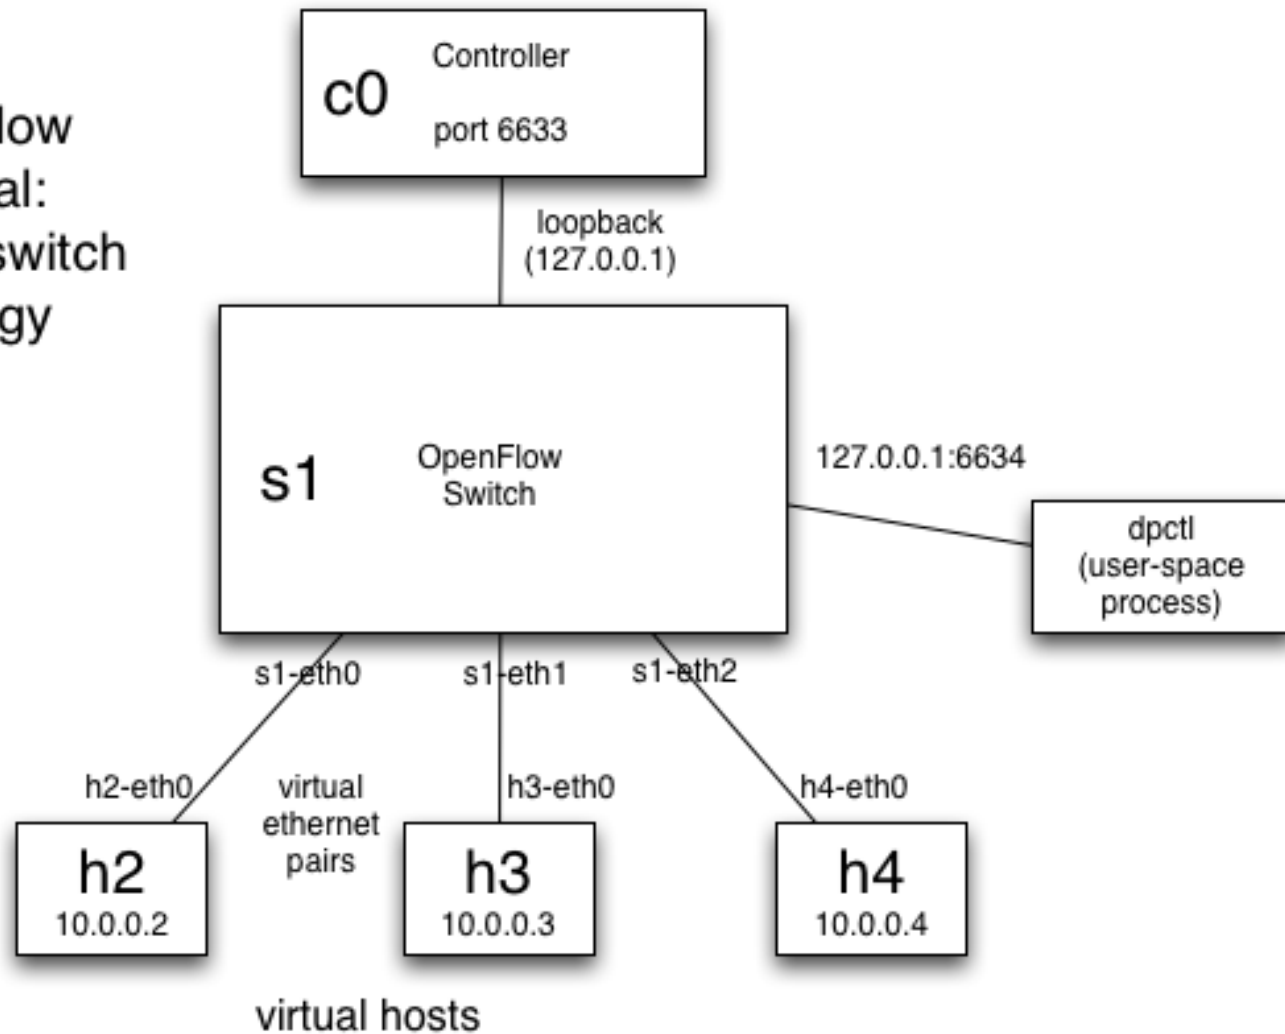 low
al:
switch
gy
c0
Controller
port 6633
loopback
(127.0.0.1)
s1
OpenFlow
Switch
127.0.0.1:6634
dpctl
(user-space
process)
s1-eth0
s1-eth1
s1-eth2
h2-eth0
virtual
ethernet
pairs
h3-eth0
h4-eth0
h2
10.0.0.2
h3
10.0.0.3
h4
10.0.0.4
virtual hosts